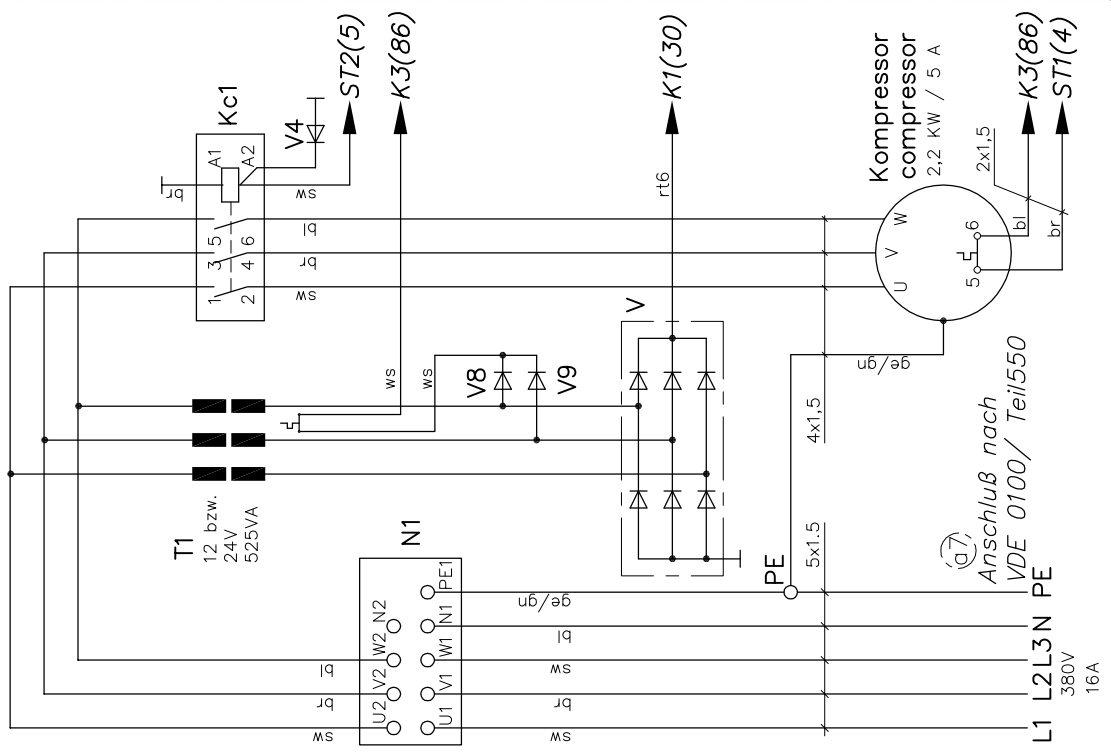 Kc1
A1
A2
br
sw
V4
ST2(5)
K3(86)
5
3
1
6
4
2
bl
br
sw
K1(30)
rt6
Kompressor
compressor
2,2 KW / 5 A
2x1,5
K3(86)
ST1(4)
bl
br
W
V
U
6
5
ge/gn
4x1,5
V
ws
ws
V8
V9
T1
12 bzw.
24V
525VA
N1
U2
V2
W2
N2
U1
V1
W1
N1
PE1
sw
br
bl
sw
br
sw
bl
ge/gn
PE
5x1.5
a7
Anschluß nach
VDE 0100/ Teil550
L1
L2
L3
N
PE
380V
16A